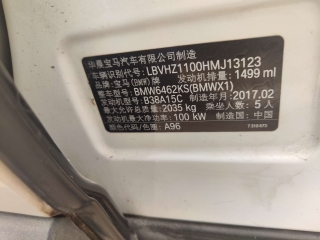 华晨宝马汽车有限公司制造
车辆识别代号: LBVHZ1100HMJ13123
品牌: 宝马(BMW)牌 发动机排量: 1499 ml
整车型号: BMW6462KS(BMWX1)
发动机型号: B38A15C 制造年月: 2017.02
最大允许总质量: 2035 kg 乘坐人数: 5 人
发动机最大净功率: 100 kW 制造国: 中国
颜色代码: A96